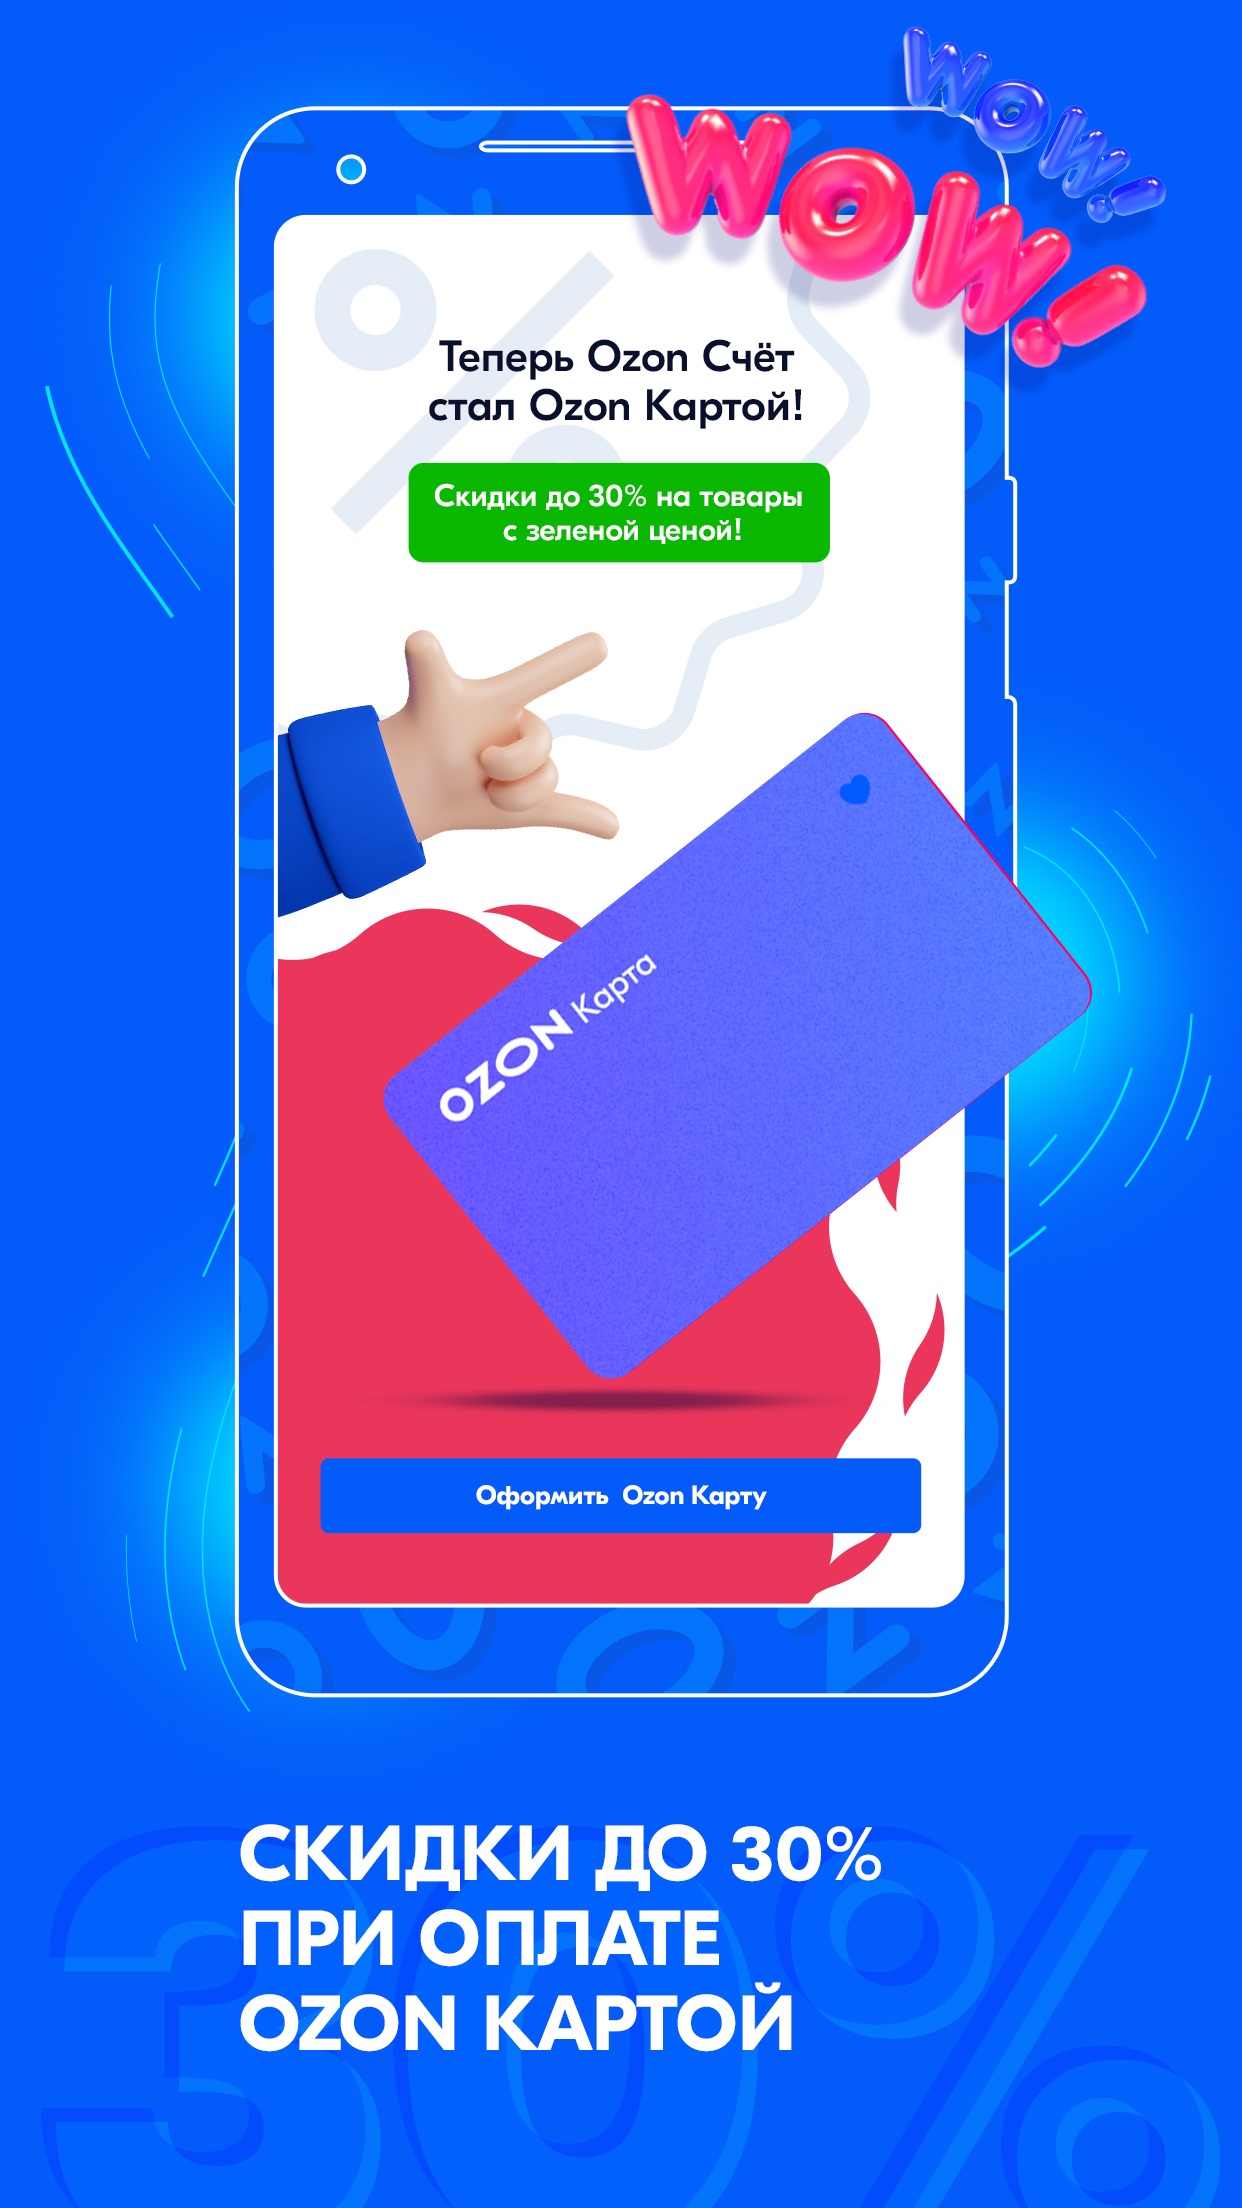 WOW!
WOW!
Теперь Ozon Счёт
стал Ozon Картой!
Скидки до 30% на товары
с зеленой ценой!
OZON Карта
Оформить Ozon Карту
СКИДКИ ДО 30%
ПРИ ОПЛАТЕ
OZON КАРТОЙ
30%